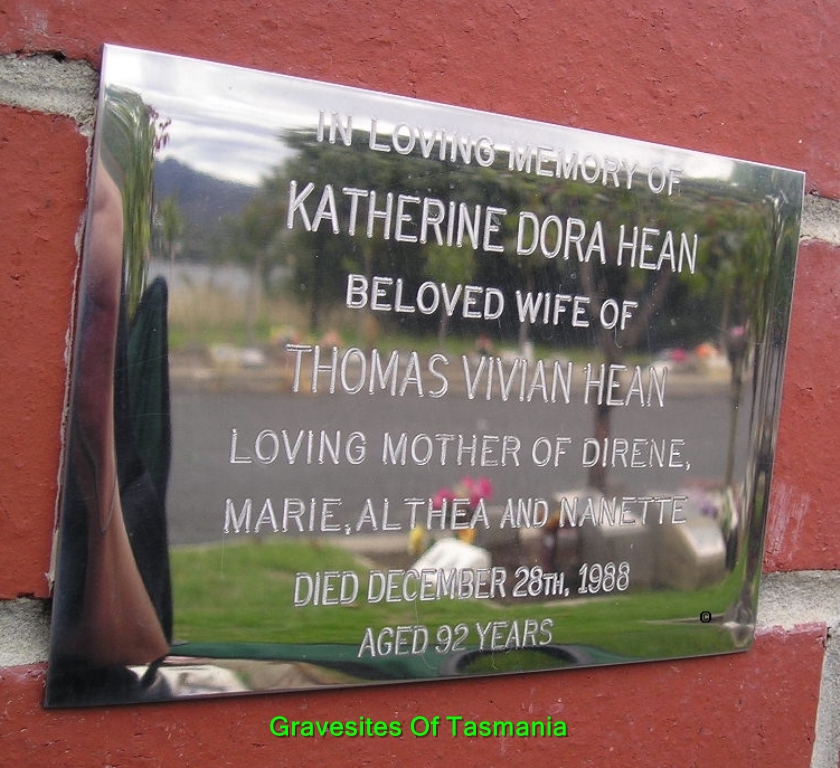 IN LOVING MEMORY OF
KATHERINE DORA HEAN
BELOVED WIFE OF
THOMAS VIVIAN HEAN
LOVING MOTHER OF DIRENE,
MARIE, ALTHEA AND NANETTE
DIED DECEMBER 28TH, 1988
AGED 92 YEARS
©
Gravesites Of Tasmania